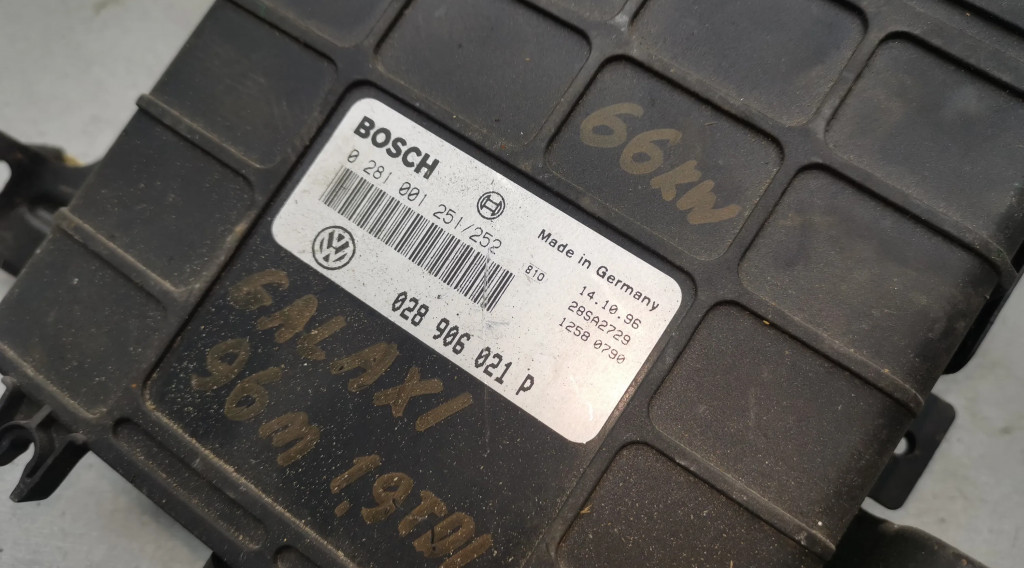 66KW
BOSCH
0 281 001 251/252
Made in Germany
810
14.10.96
28SA2729
1258 0790
028 906 021 P
GALAXI
96M 1.9TDI